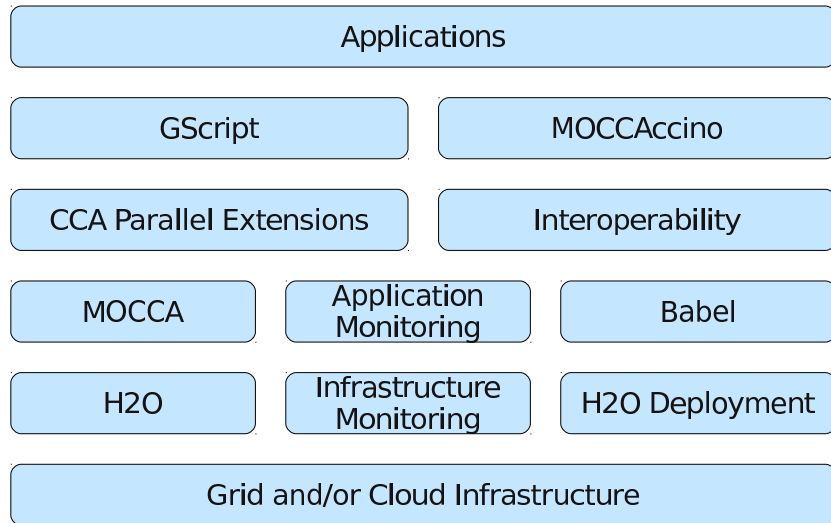 Applications
GScript
MOCCAccino
CCA Parallel Extensions
Interoperability
MOCCA
Application
Monitoring
Babel
H2O
Infrastructure
Monitoring
H2O Deployment
Grid and/or Cloud Infrastructure